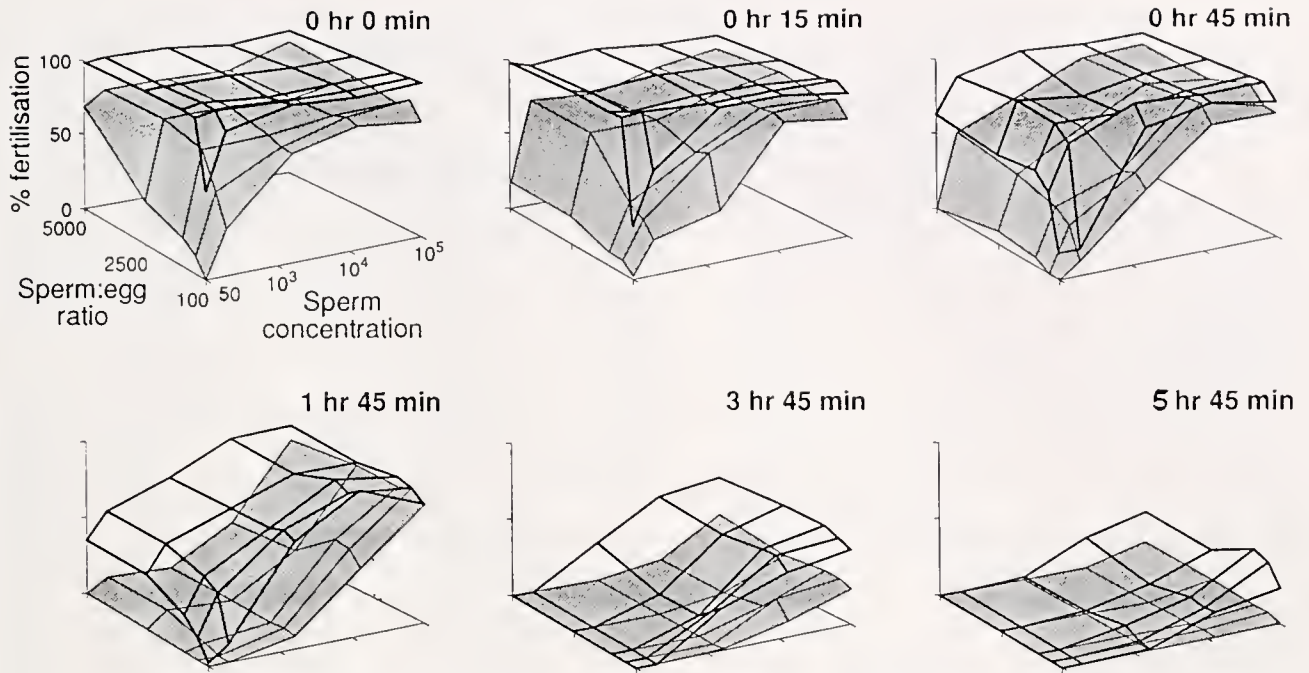 0 hr 0 min
0 hr 15 min
0 hr 45 min
100
50
0
% fertilisation
5000
2500
100
Sperm:egg
ratio
50
10³
10⁴
10⁵
Sperm
concentration
1 hr 45 min
3 hr 45 min
5 hr 45 min